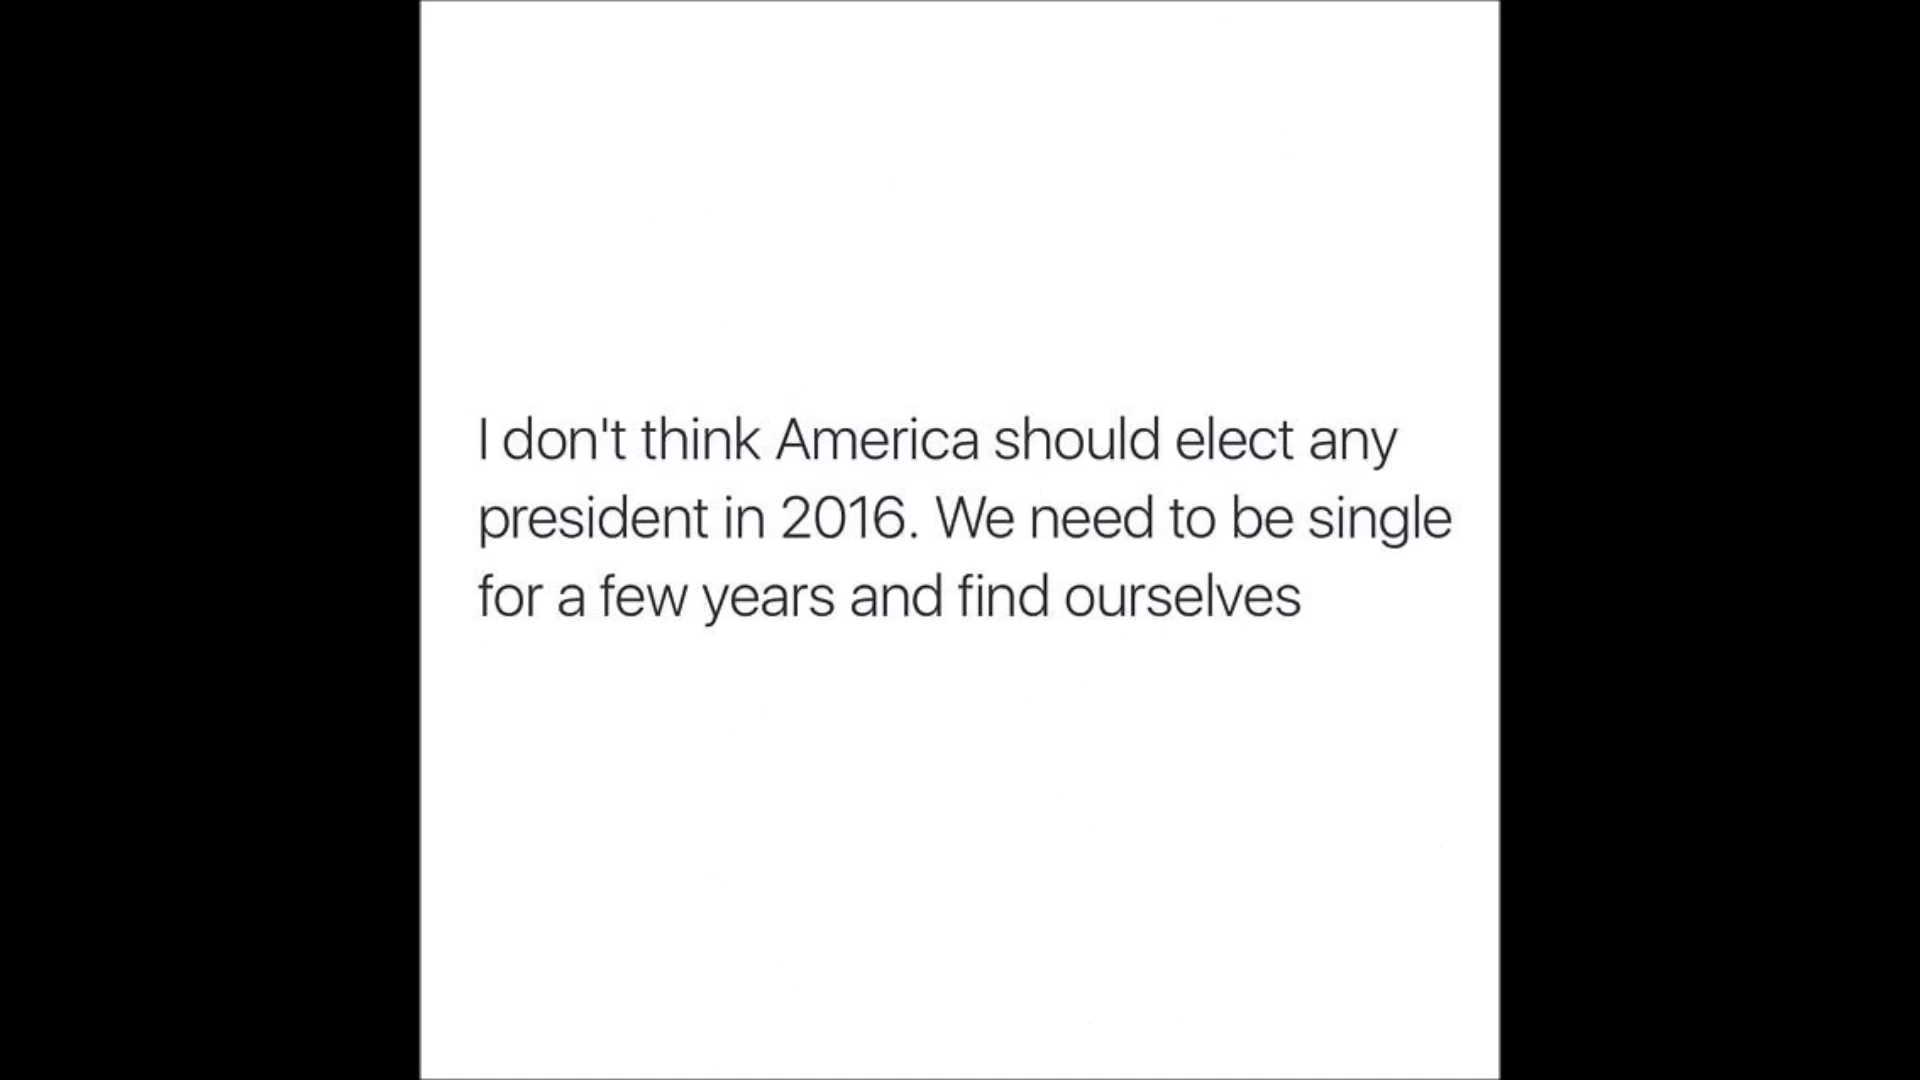 I don't think America should elect any
president in 2016. We need to be single
for a few years and find ourselves